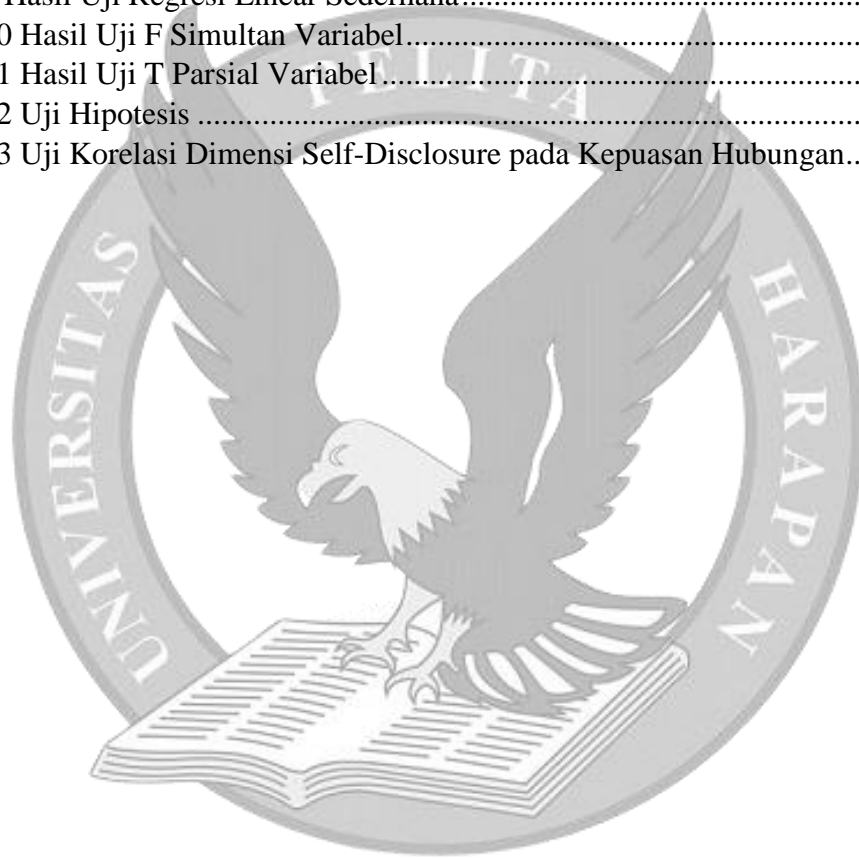 Hasil Uji Regresi Linear Sederhana
0 Hasil Uji F Simultan Variabel
1 Hasil Uji T Parsial Variabel
2 Uji Hipotesis
3 Uji Korelasi Dimensi Self-Disclosure pada Kepuasan Hubungan
UNIVERSITAS PELITA HARAPAN